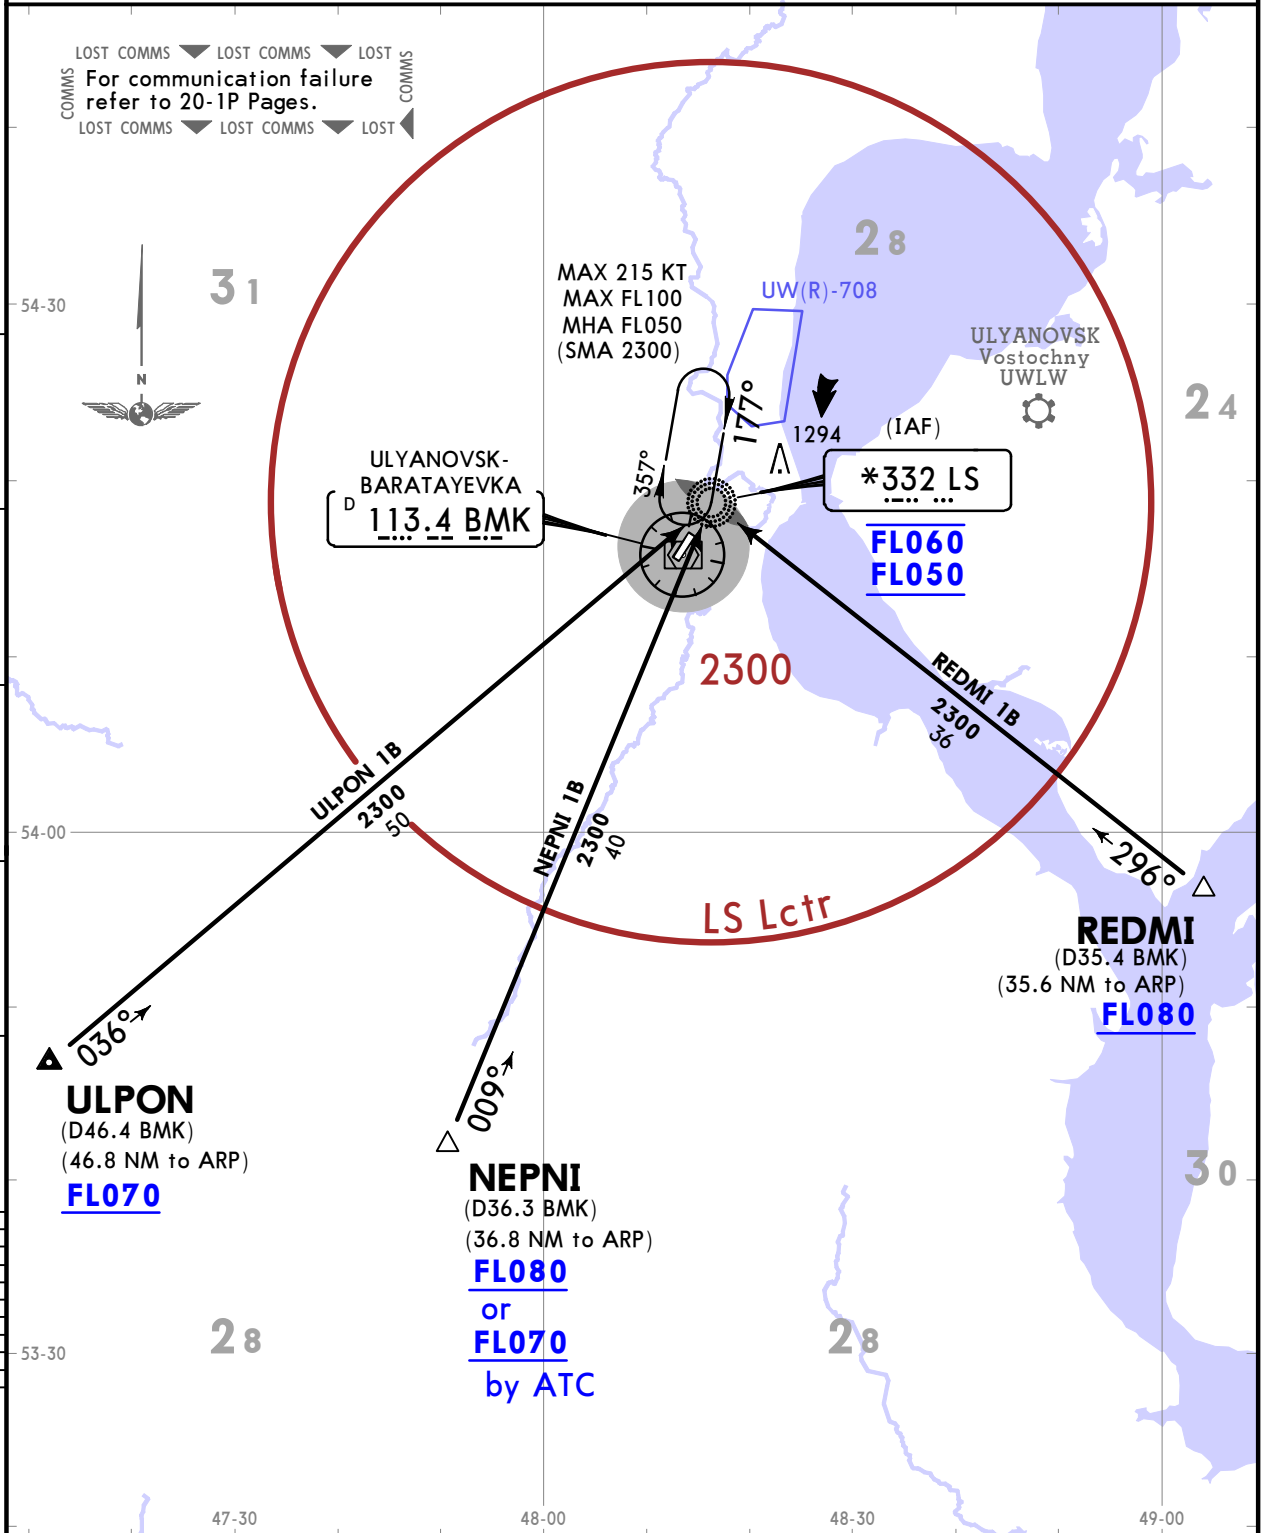 LOST COMMS LOST COMMS LOST
COMMS
For communication failure
refer to 20-1P Pages.
COMMS
LOST COMMS LOST COMMS LOST
N
31
28
24
30
28
28
54-30
54-00
53-30
47-30
48-00
48-30
49-00
MAX 215 KT
MAX FL100
MHA FL050
(SMA 2300)
UW(R)-708
ULYANOVSK
Vostochny
UWLW
177°
357°
1294
(IAF)
*332 LS
FL060
FL050
ULYANOVSK-
BARATAYEVKA
D 113.4 BMK
2300
LS Lctr
REDMI 1B
2300
36
296°
REDMI
(D35.4 BMK)
(35.6 NM to ARP)
FL080
ULPON 1B
2300
50
036°
ULPON
(D46.4 BMK)
(46.8 NM to ARP)
FL070
NEPNI 1B
2300
40
009°
NEPNI
(D36.3 BMK)
(36.8 NM to ARP)
FL080
or
FL070
by ATC